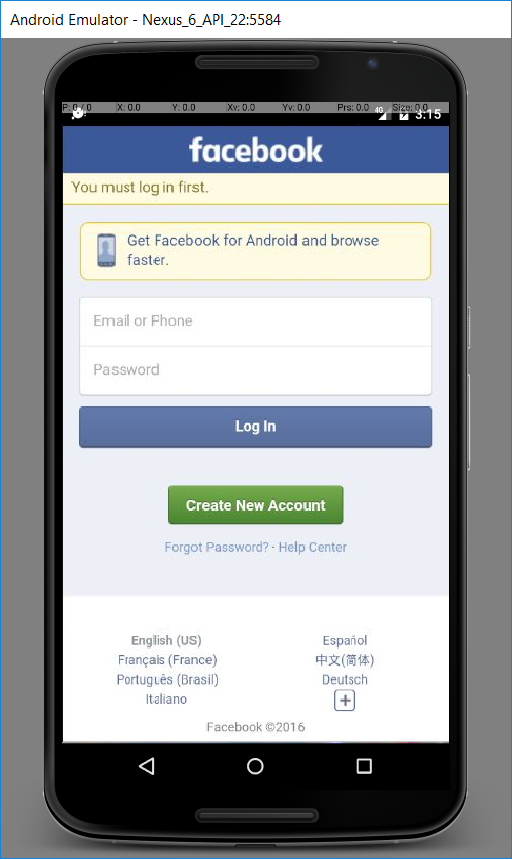 Android Emulator - Nexus_6_API_22:5584
P: 0 / 0 X: 0.0 Y: 0.0 Xv: 0.0 Yv: 0.0 Prs: 0.0 Size: 0.0
4G 3:15
facebook
You must log in first.
Get Facebook for Android and browse
faster.
Email or Phone
Password
Log In
Create New Account
Forgot Password? · Help Center
English (US) Español
Français (France) 中文(简体)
Português (Brasil) Deutsch
Italiano
Facebook ©2016